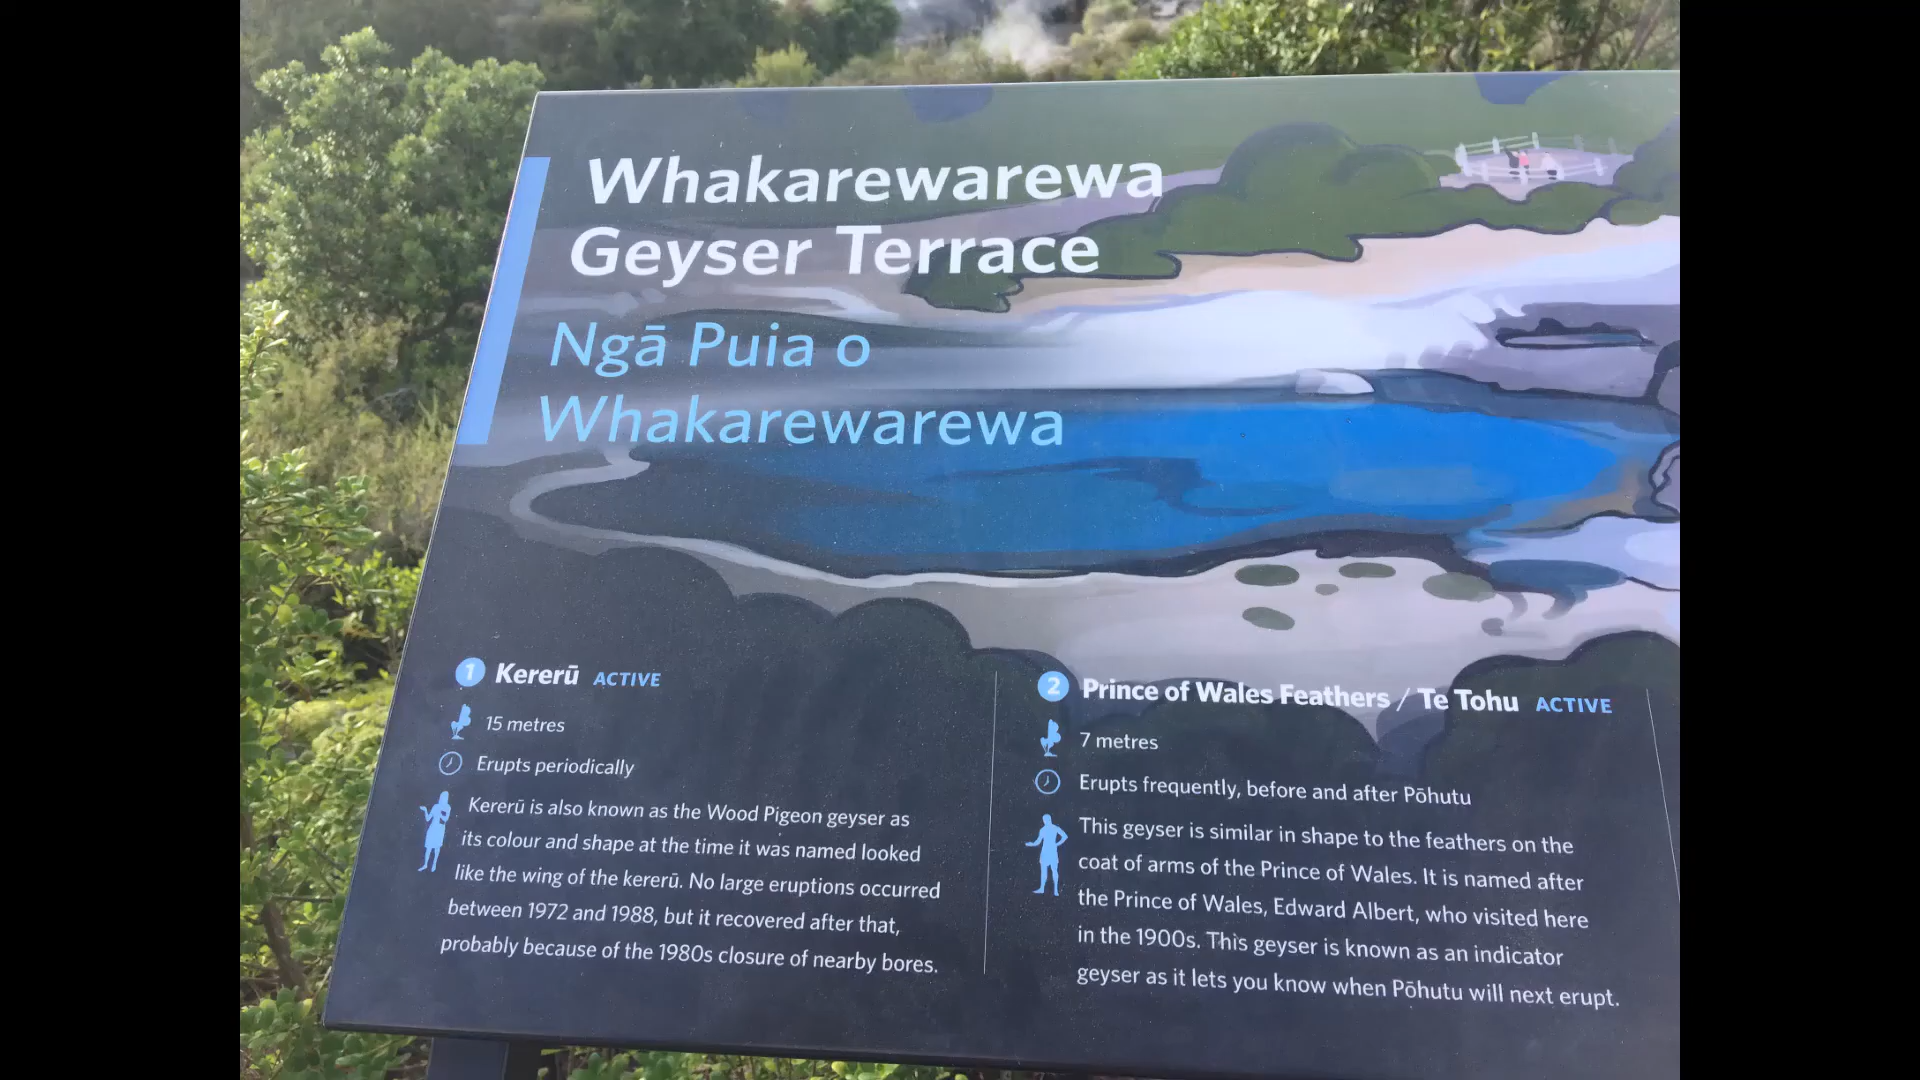 Whakarewarewa
Geyser Terrace
Ngā Puia o
Whakarewarewa
1 Kererū ACTIVE
15 metres
Erupts periodically
Kererū is also known as the Wood Pigeon geyser as
its colour and shape at the time it was named looked
like the wing of the kererū. No large eruptions occurred
between 1972 and 1988, but it recovered after that,
probably because of the 1980s closure of nearby bores.
2 Prince of Wales Feathers / Te Tohu ACTIVE
7 metres
Erupts frequently, before and after Pōhutu
This geyser is similar in shape to the feathers on the
coat of arms of the Prince of Wales. It is named after
the Prince of Wales, Edward Albert, who visited here
in the 1900s. This geyser is known as an indicator
geyser as it lets you know when Pōhutu will next erupt.